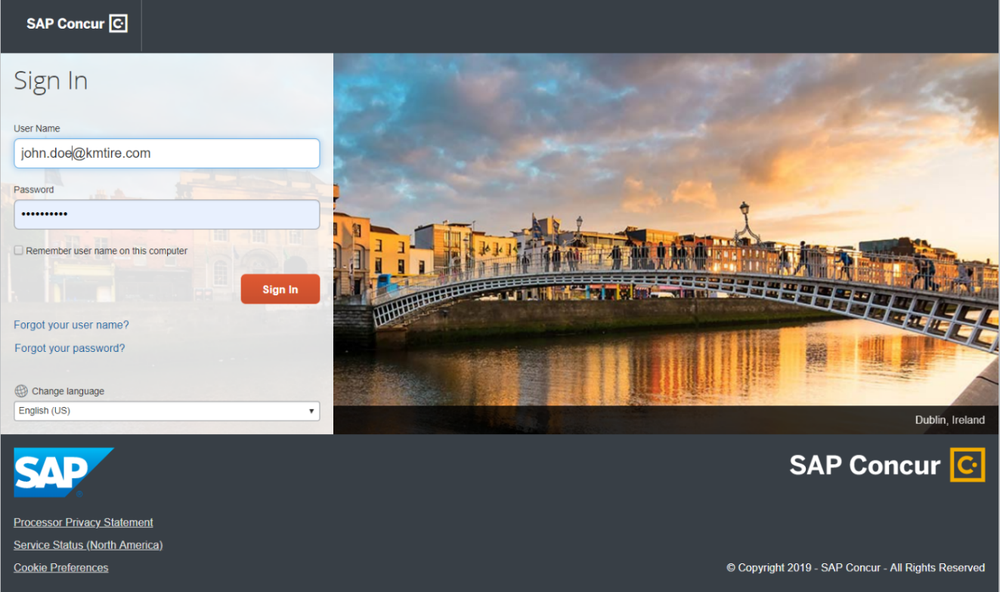 SAP Concur C
Sign In
User Name
john.doe@kmtire.com
Password
••••••••••
Remember user name on this computer
Sign In
Forgot your user name?
Forgot your password?
Change language
English (US)
Dublin, Ireland
SAP
SAP Concur C
Processor Privacy Statement
Service Status (North America)
Cookie Preferences
© Copyright 2019 - SAP Concur - All Rights Reserved